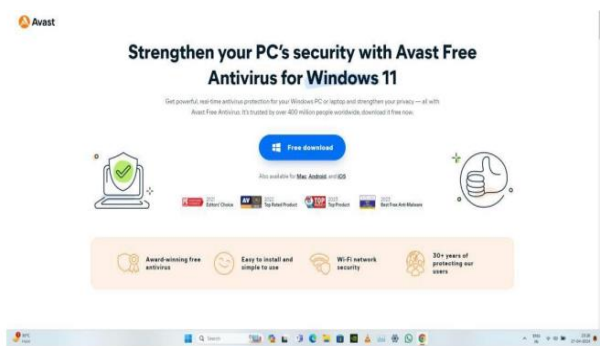 Avast
Strengthen your PC's security with Avast Free
Antivirus for Windows 11
Get powerful, real-time antivirus protection for your Windows PC or laptop and strengthen your privacy — all with
Avast Free Antivirus. It's trusted by over 400 million people worldwide, download it free now.
Free download
Also available for Mac, Android, and iOS
Editors' Choice
AV
2022
Top Rated Product
TOP
Top Product
Best Free Anti-Malware
Award-winning free
antivirus
Easy to install and
simple to use
Wi-Fi network
security
30+ years of
protecting our
users
Search